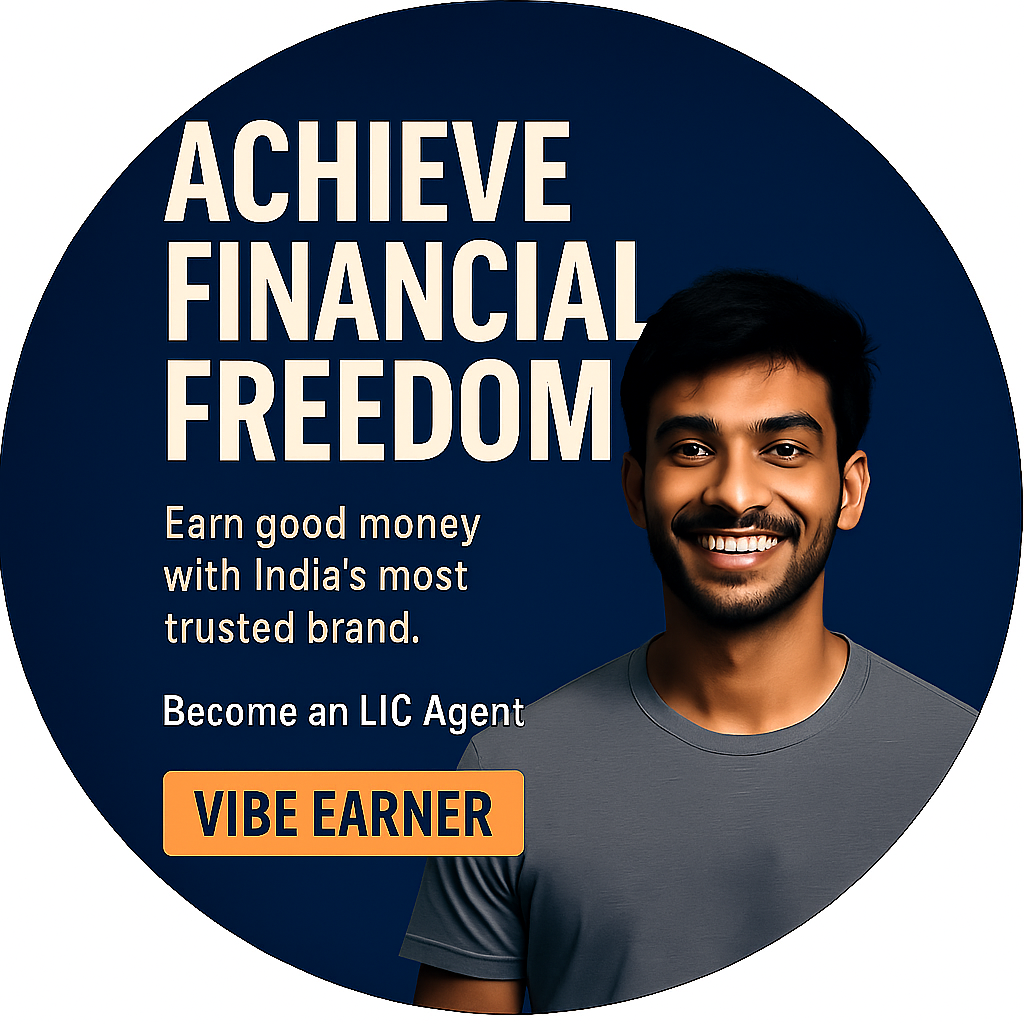 ACHIEVE
FINANCIAL
FREEDOM
Earn good money
with India's most
trusted brand.
Become an LIC Agent
VIBE EARNER